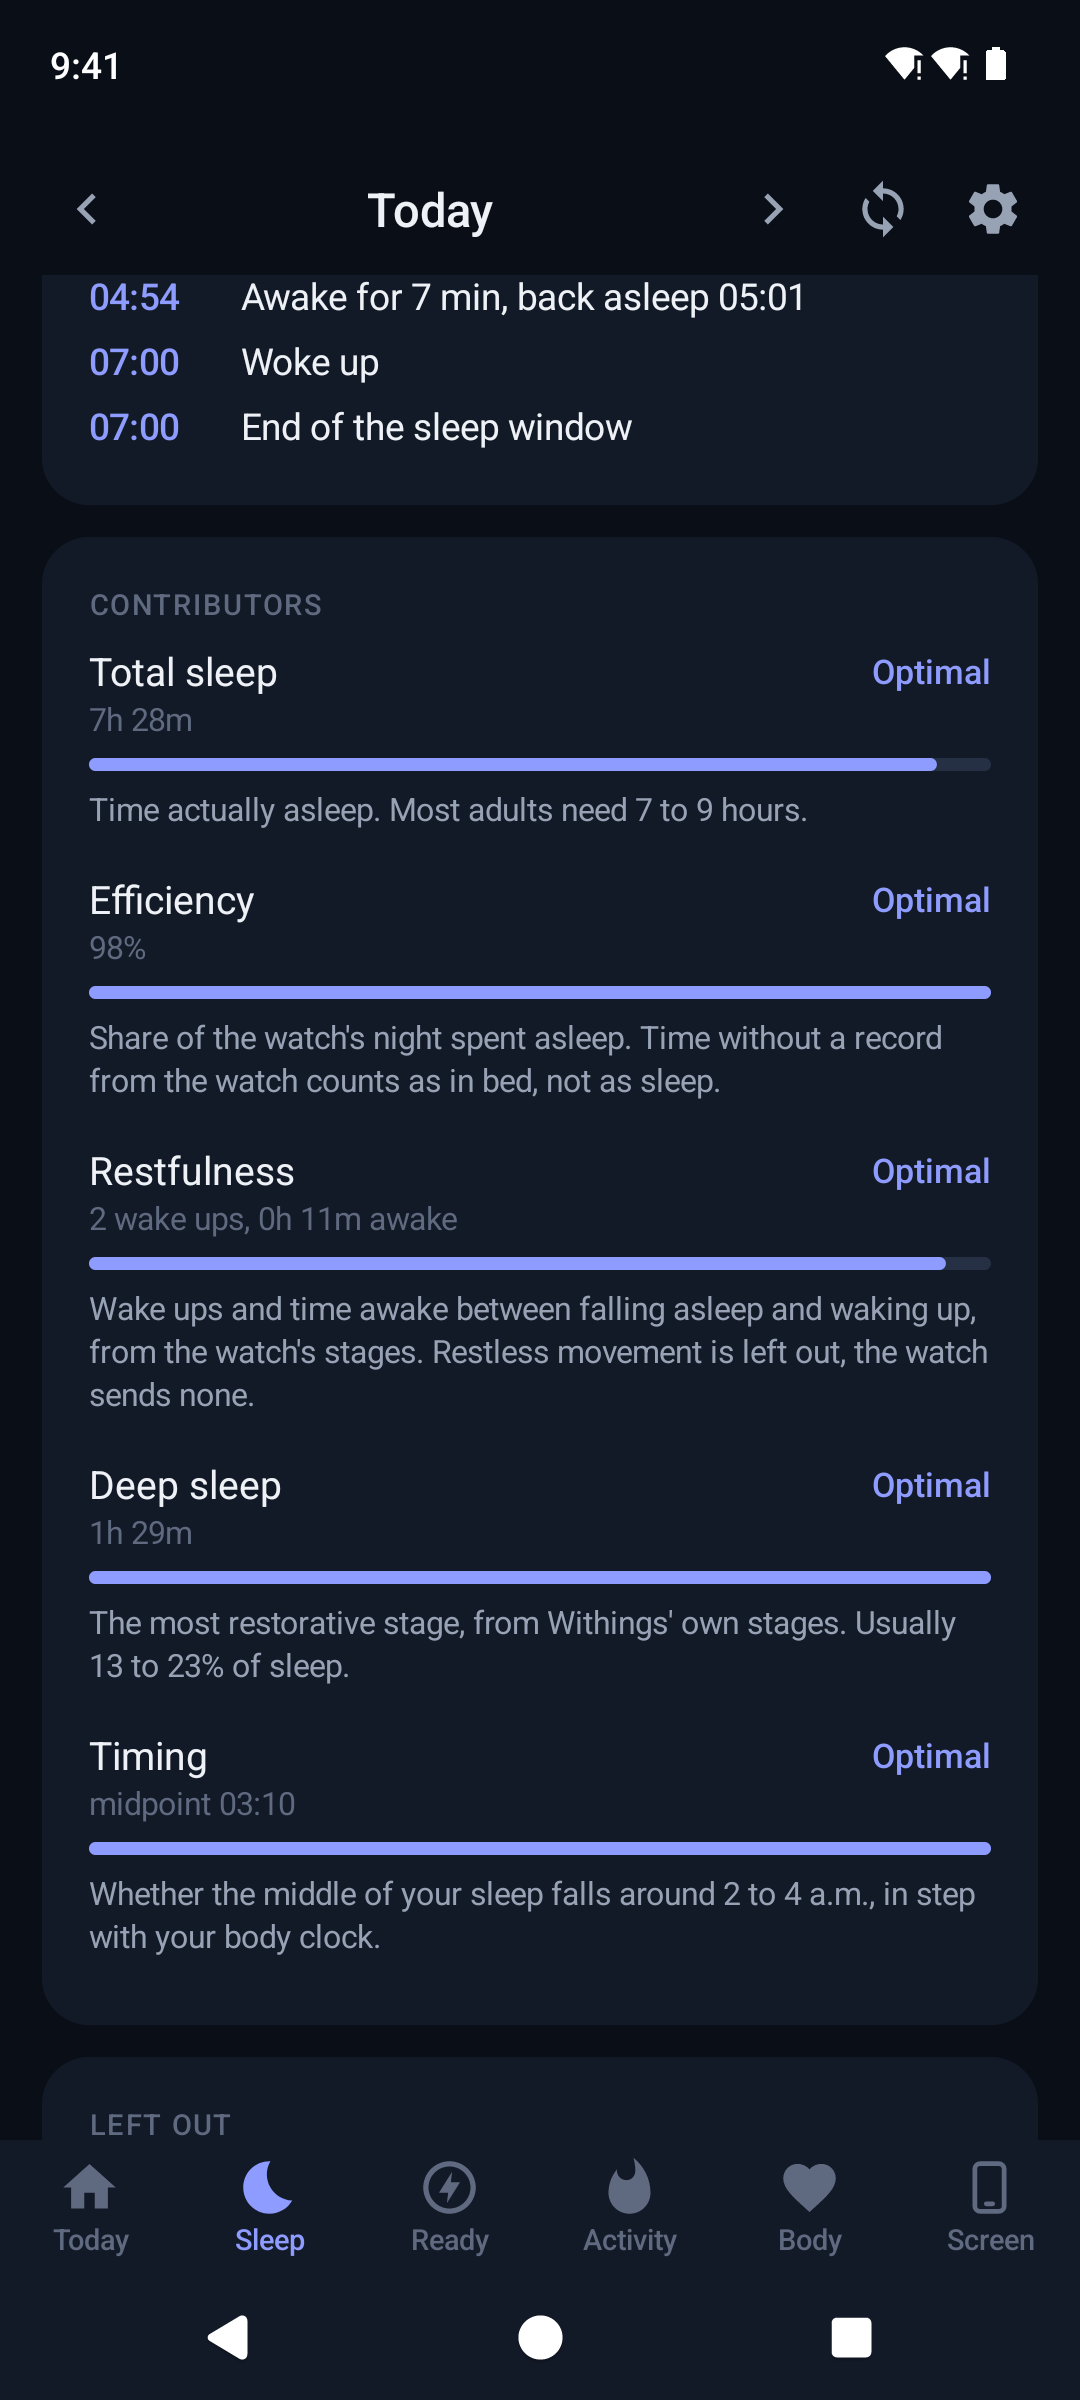 9:41
Today
04:54 Awake for 7 min, back asleep 05:01
07:00 Woke up
07:00 End of the sleep window
CONTRIBUTORS
Total sleep Optimal
7h 28m
Time actually asleep. Most adults need 7 to 9 hours.
Efficiency Optimal
98%
Share of the watch's night spent asleep. Time without a record
from the watch counts as in bed, not as sleep.
Restfulness Optimal
2 wake ups, 0h 11m awake
Wake ups and time awake between falling asleep and waking up,
from the watch's stages. Restless movement is left out, the watch
sends none.
Deep sleep Optimal
1h 29m
The most restorative stage, from Withings' own stages. Usually
13 to 23% of sleep.
Timing Optimal
midpoint 03:10
Whether the middle of your sleep falls around 2 to 4 a.m., in step
with your body clock.
LEFT OUT
Today Sleep Ready Activity Body Screen